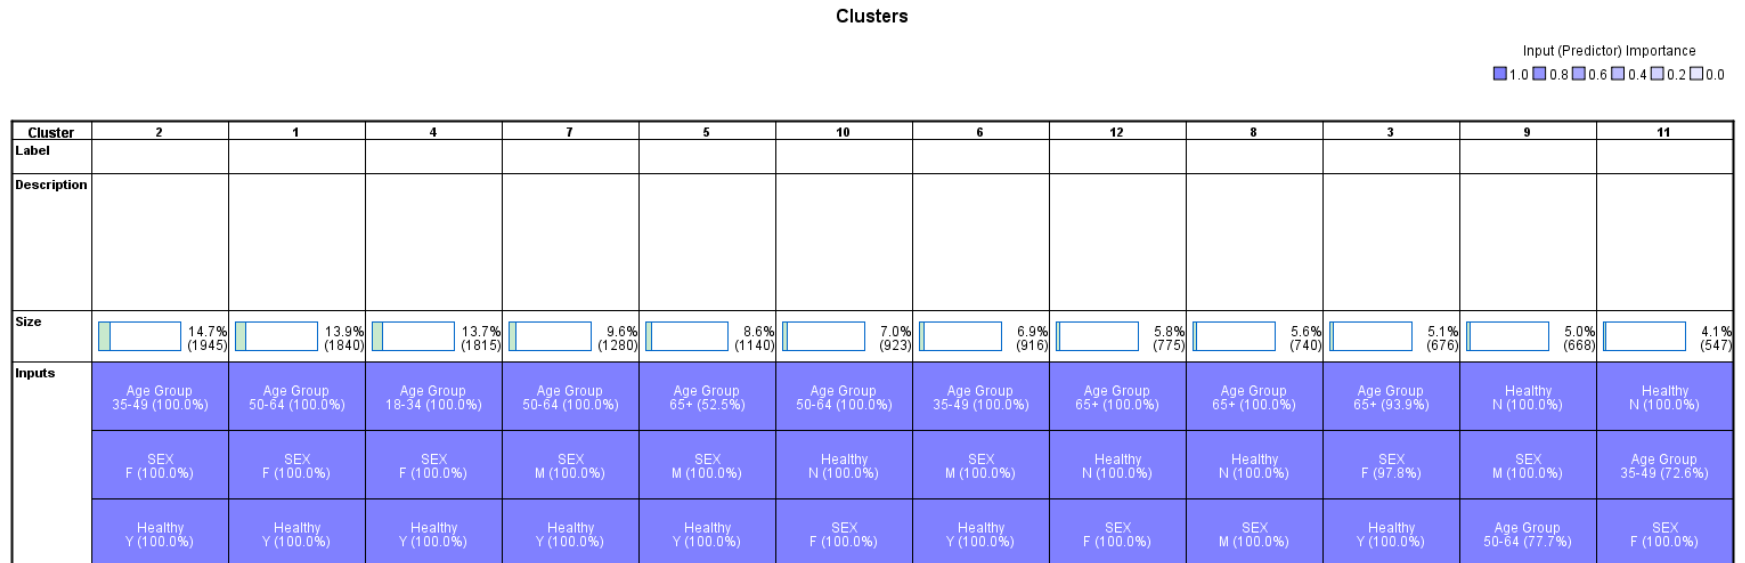 Clusters
Input (Predictor) Importance
1.0 0.8 0.6 0.4 0.2 0.0
Cluster 2 1 4 7 5 10 6 12 8 3 9 11
Label
Description
Size 14.7% 13.9% 13.7% 9.6% 8.6% 7.0% 6.9% 5.8% 5.6% 5.1% 5.0% 4.1%
(1945) (1840) (1815) (1280) (1140) (923) (916) (775) (740) (676) (668) (547)
Inputs
Age Group Age Group Age Group Age Group Age Group Age Group Age Group Age Group Age Group Age Group Healthy Healthy
35-49 (100.0%) 50-64 (100.0%) 18-34 (100.0%) 50-64 (100.0%) 65+ (52.5%) 50-64 (100.0%) 35-49 (100.0%) 65+ (100.0%) 65+ (100.0%) 65+ (93.9%) N (100.0%) N (100.0%)
SEX SEX SEX SEX SEX Healthy SEX Healthy Healthy SEX SEX Age Group
F (100.0%) F (100.0%) F (100.0%) M (100.0%) M (100.0%) N (100.0%) M (100.0%) N (100.0%) N (100.0%) F (97.8%) M (100.0%) 35-49 (72.6%)
Healthy Healthy Healthy Healthy Healthy SEX Healthy SEX SEX Healthy Age Group SEX
Y (100.0%) Y (100.0%) Y (100.0%) Y (100.0%) Y (100.0%) F (100.0%) Y (100.0%) F (100.0%) M (100.0%) Y (100.0%) 50-64 (77.7%) F (100.0%)